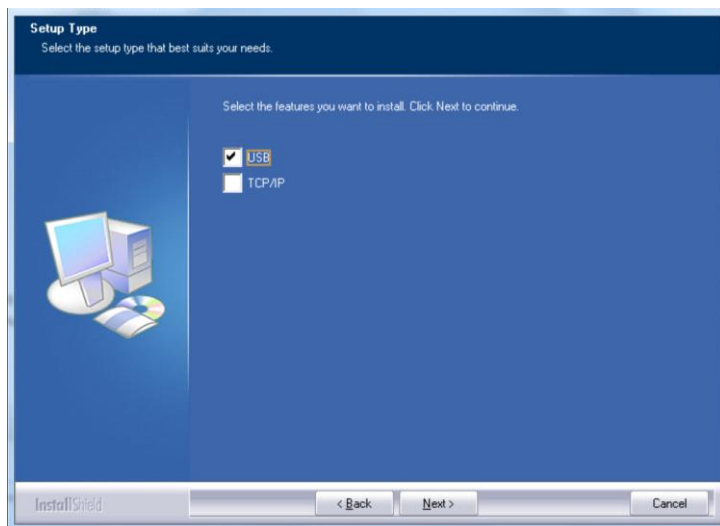 Setup Type
Select the setup type that best suits your needs.
Select the features you want to install. Click Next to continue.
USB
TCP/IP
InstallShield
< Back
Next >
Cancel